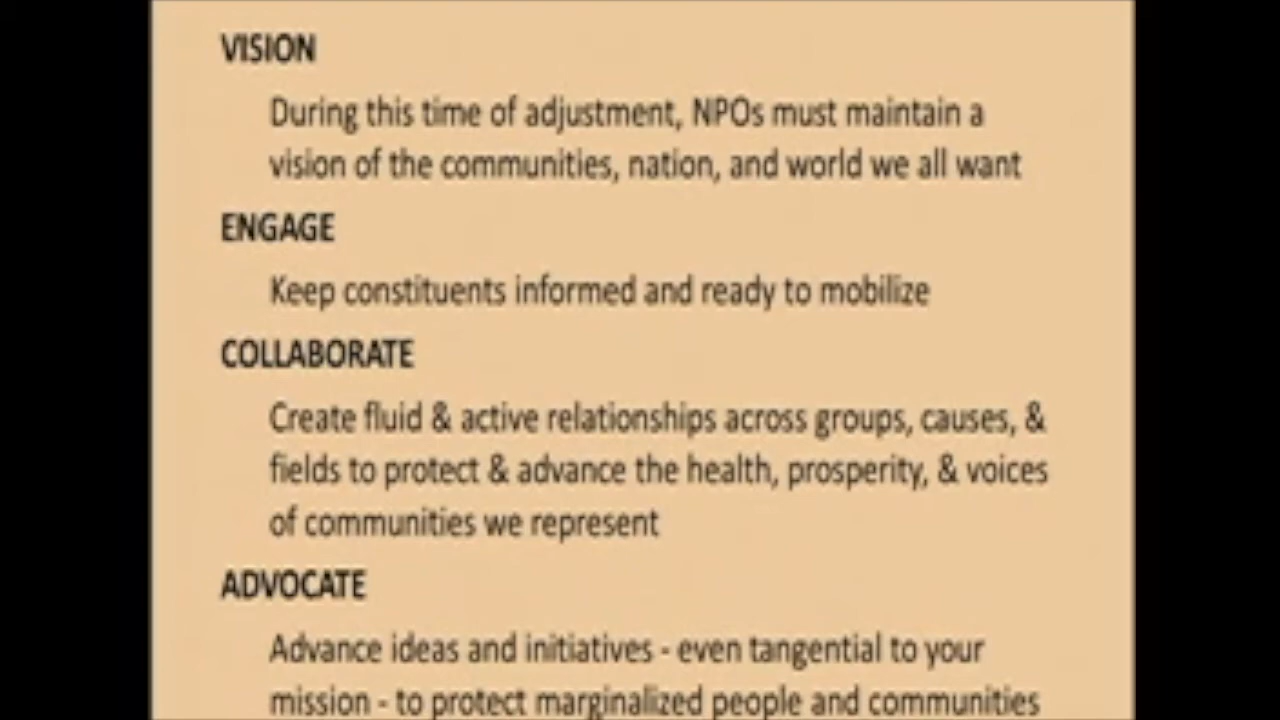 VISION
During this time of adjustment, NPOs must maintain a
vision of the communities, nation, and world we all want
ENGAGE
Keep constituents informed and ready to mobilize
COLLABORATE
Create fluid & active relationships across groups, causes, &
fields to protect & advance the health, prosperity, & voices
of communities we represent
ADVOCATE
Advance ideas and initiatives - even tangential to your
mission - to protect marginalized people and communities